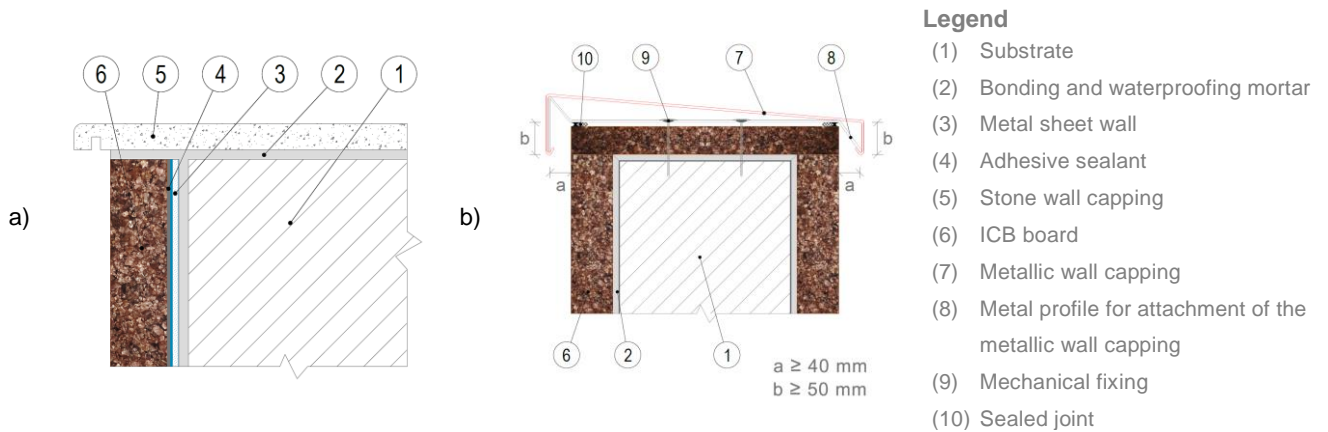 a)
6 5 4 3 2 1
b)
10 9 7 8
b b
a a
6 2 1
a ≥ 40 mm
b ≥ 50 mm
Legend
(1) Substrate
(2) Bonding and waterproofing mortar
(3) Metal sheet wall
(4) Adhesive sealant
(5) Stone wall capping
(6) ICB board
(7) Metallic wall capping
(8) Metal profile for attachment of the
metallic wall capping
(9) Mechanical fixing
(10) Sealed joint